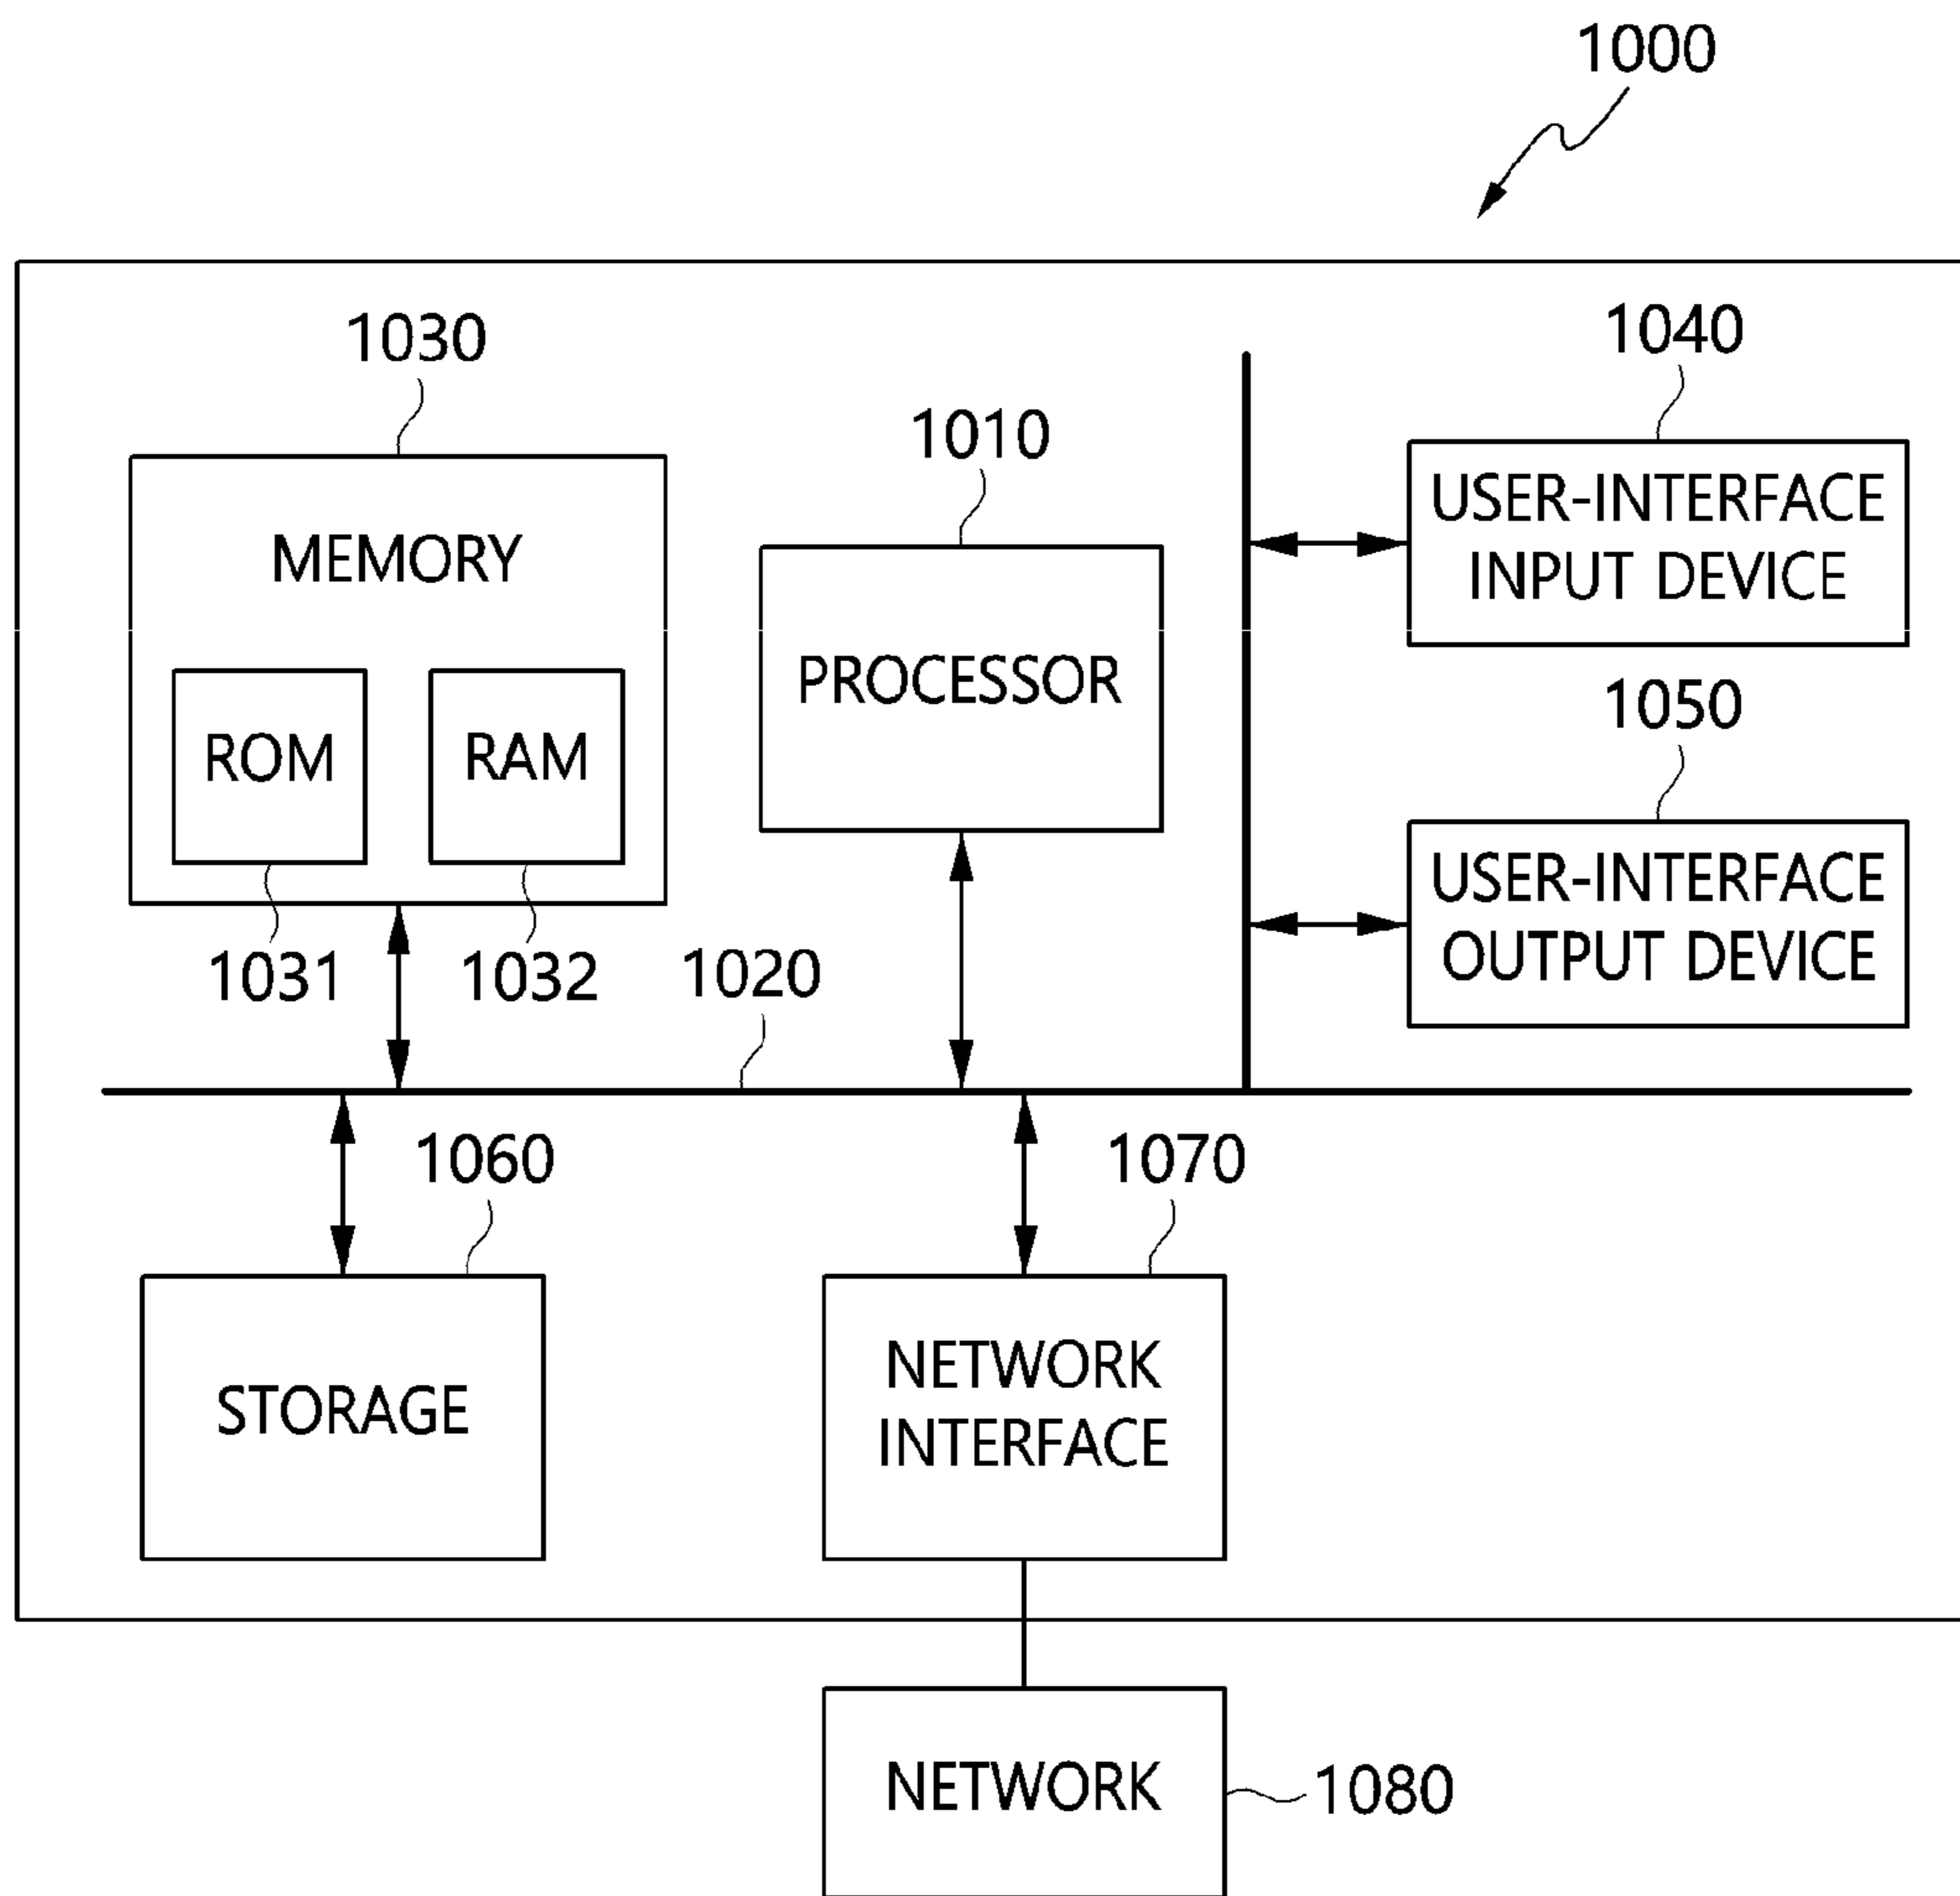 1000
1030
1040
1010
USER-INTERFACE
INPUT DEVICE
MEMORY
PROCESSOR
1050
ROM
RAM
USER-INTERFACE
OUTPUT DEVICE
1031
1032
1020
1060
1070
STORAGE
NETWORK
INTERFACE
NETWORK
1080